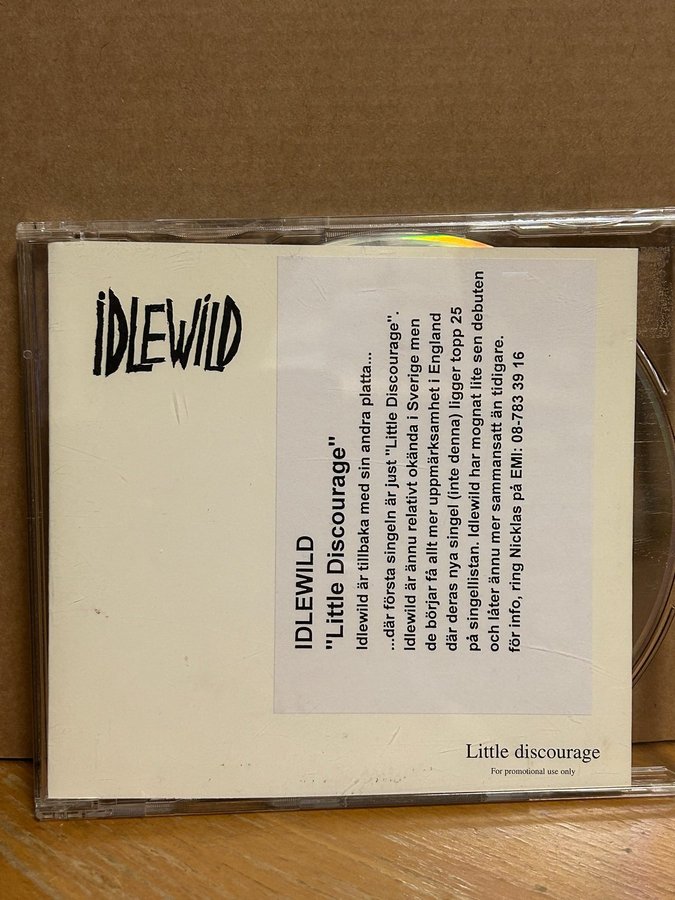 iDLEWiLD
IDLEWILD
"Little Discourage"
Idlewild är tillbaka med sin andra platta...
...där första singeln är just "Little Discourage".
Idlewild är ännu relativt okända i Sverige men
de börjar få allt mer uppmärksamhet i England
där deras nya singel (inte denna) ligger topp 25
på singellistan. Idlewild har mognat lite sen debuten
och låter ännu mer sammansatt än tidigare.
för info, ring Nicklas på EMI: 08-783 39 16
Little discourage
For promotional use only